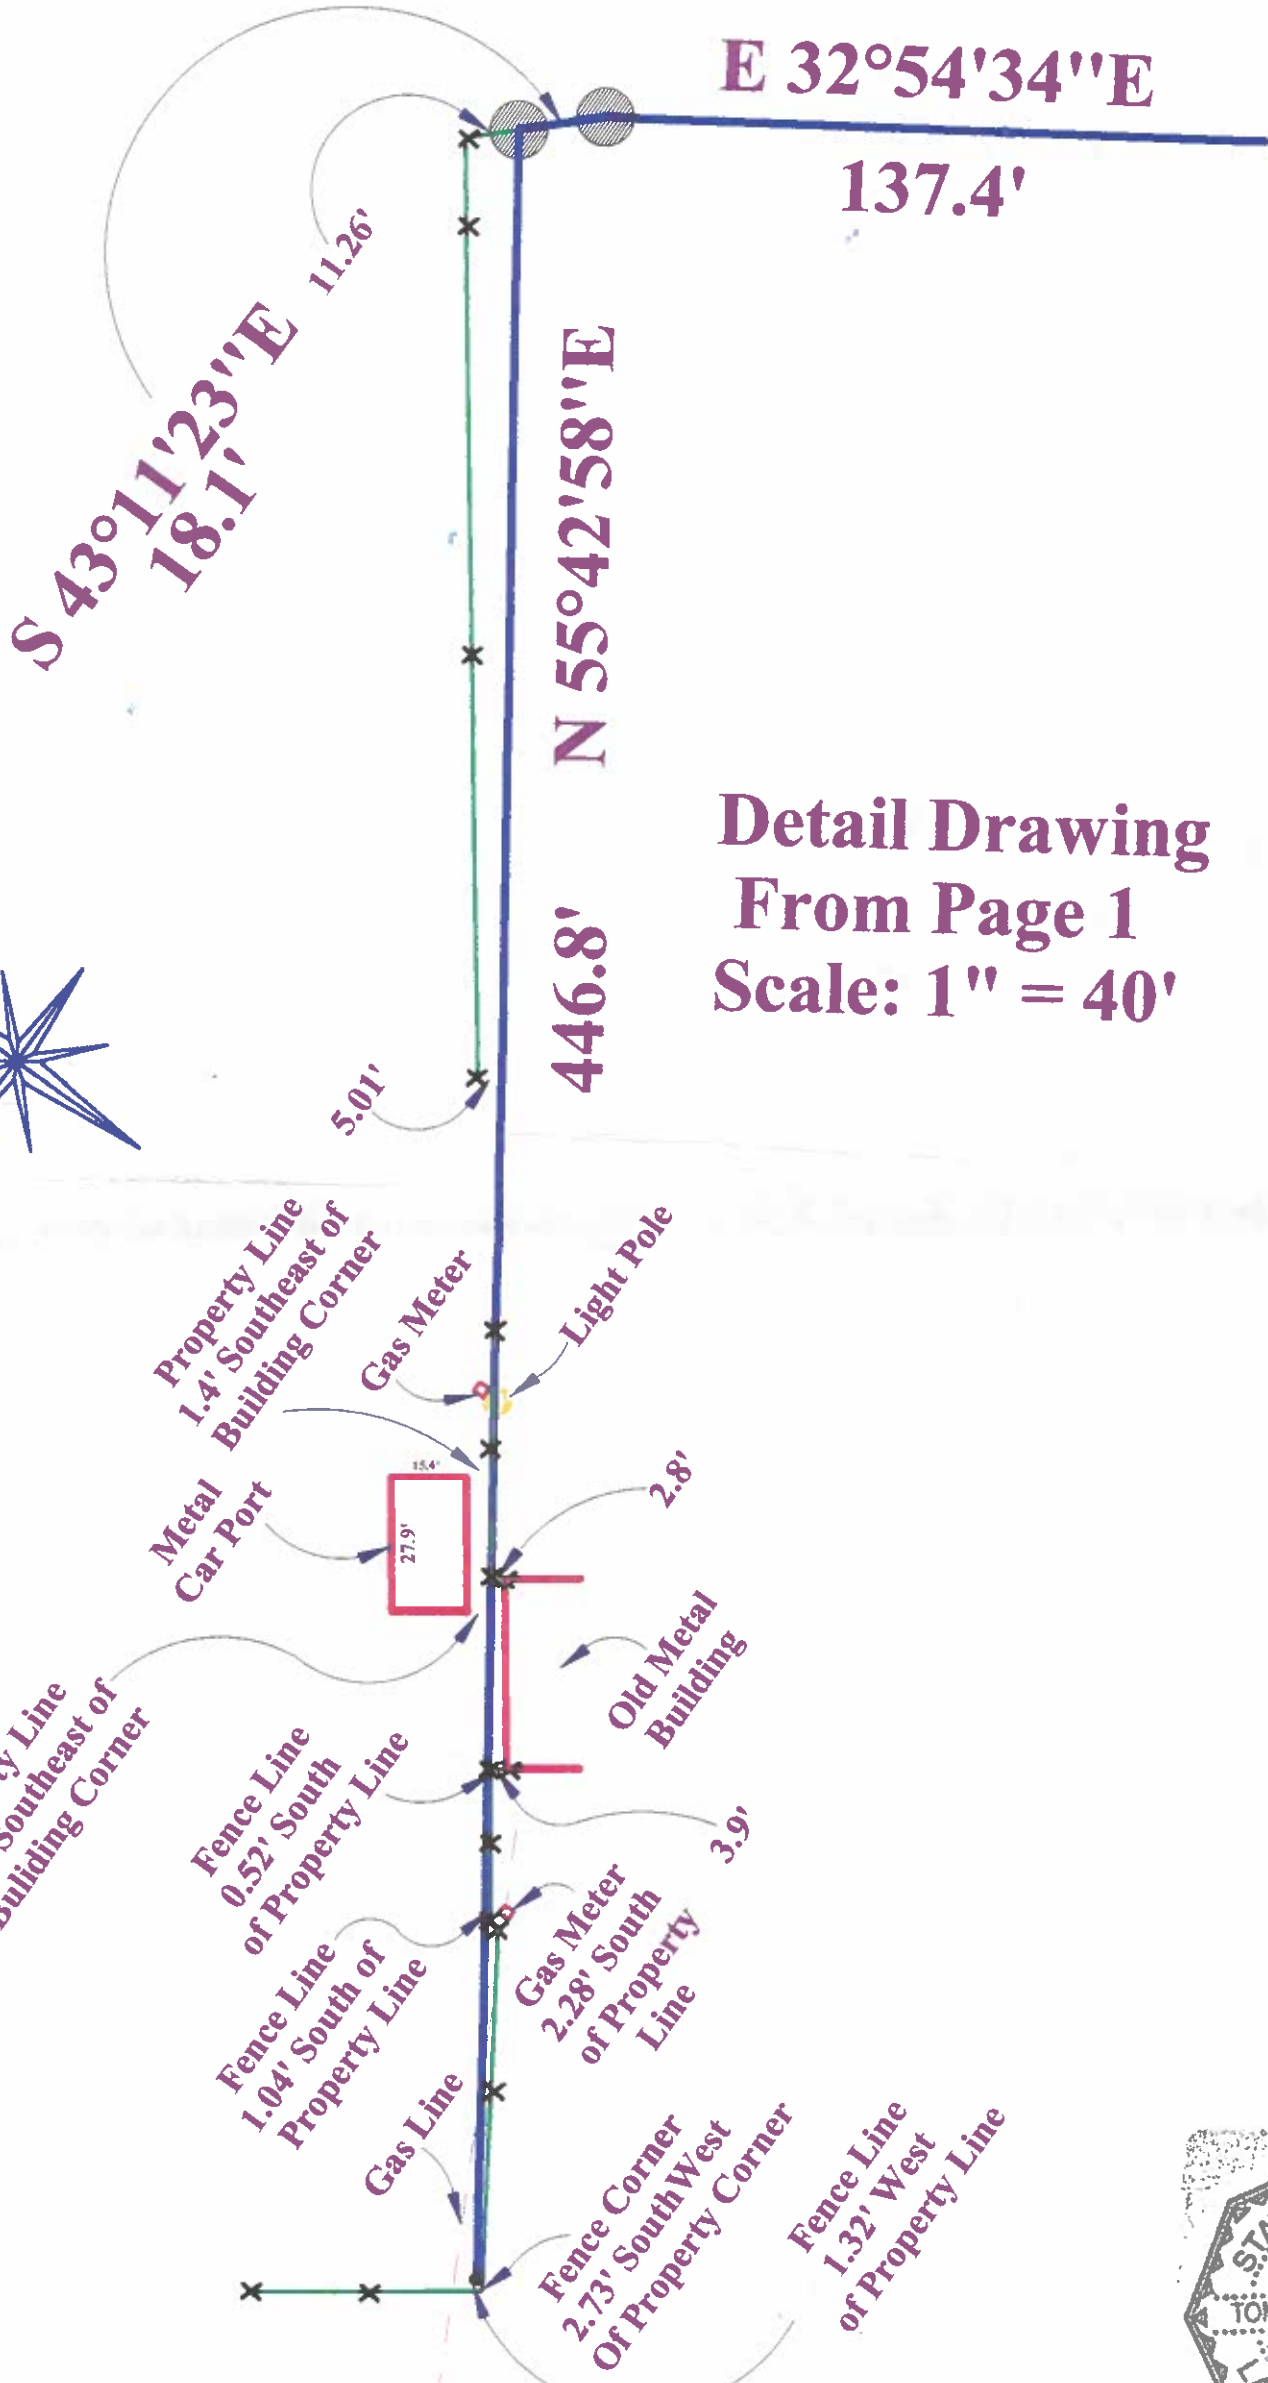 E 32°54'34''E
137.4'
11.26'
S 43°11'23''E
18.1'
N 55°42'58''E
446.8'
Detail Drawing
From Page 1
Scale: 1'' = 40'
5.01'
Property Line
1.4' Southeast of
Building Corner
Gas Meter
Light Pole
15.4'
27.9'
Metal
Car Port
2.8'
Old Metal
Building
Line
Southeast of
Buliding Corner
Fence Line
0.52' South
of Property Line
3.9'
Gas Meter
2.28' South
of Property
Line
Fence Line
1.04' South of
Property Line
Gas Line
Fence Corner
2.73' SouthWest
Of Property Corner
Fence Line
1.32' West
of Property Line